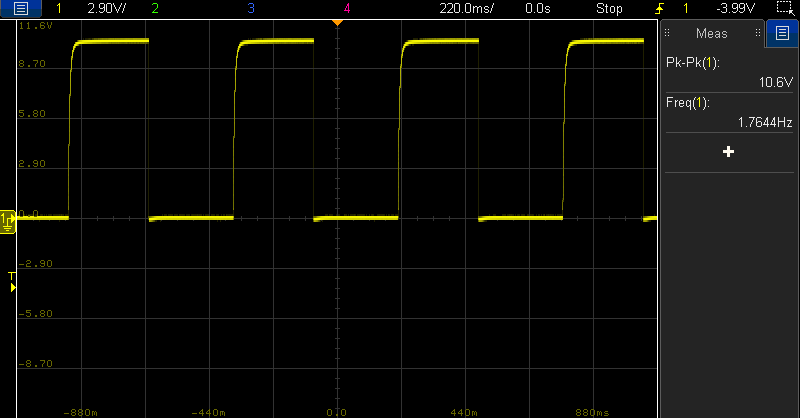 1 2.90V/ 2 3 4 220.0ms/ 0.0s Stop 1 -3.99V
11.6V
8.70
5.80
2.90
0.0
-2.90
-5.80
-8.70
-880m -440m 0.0 440m 880ms
1
T
Meas
Pk-Pk(1):
10.6V
Freq(1):
1.7644Hz